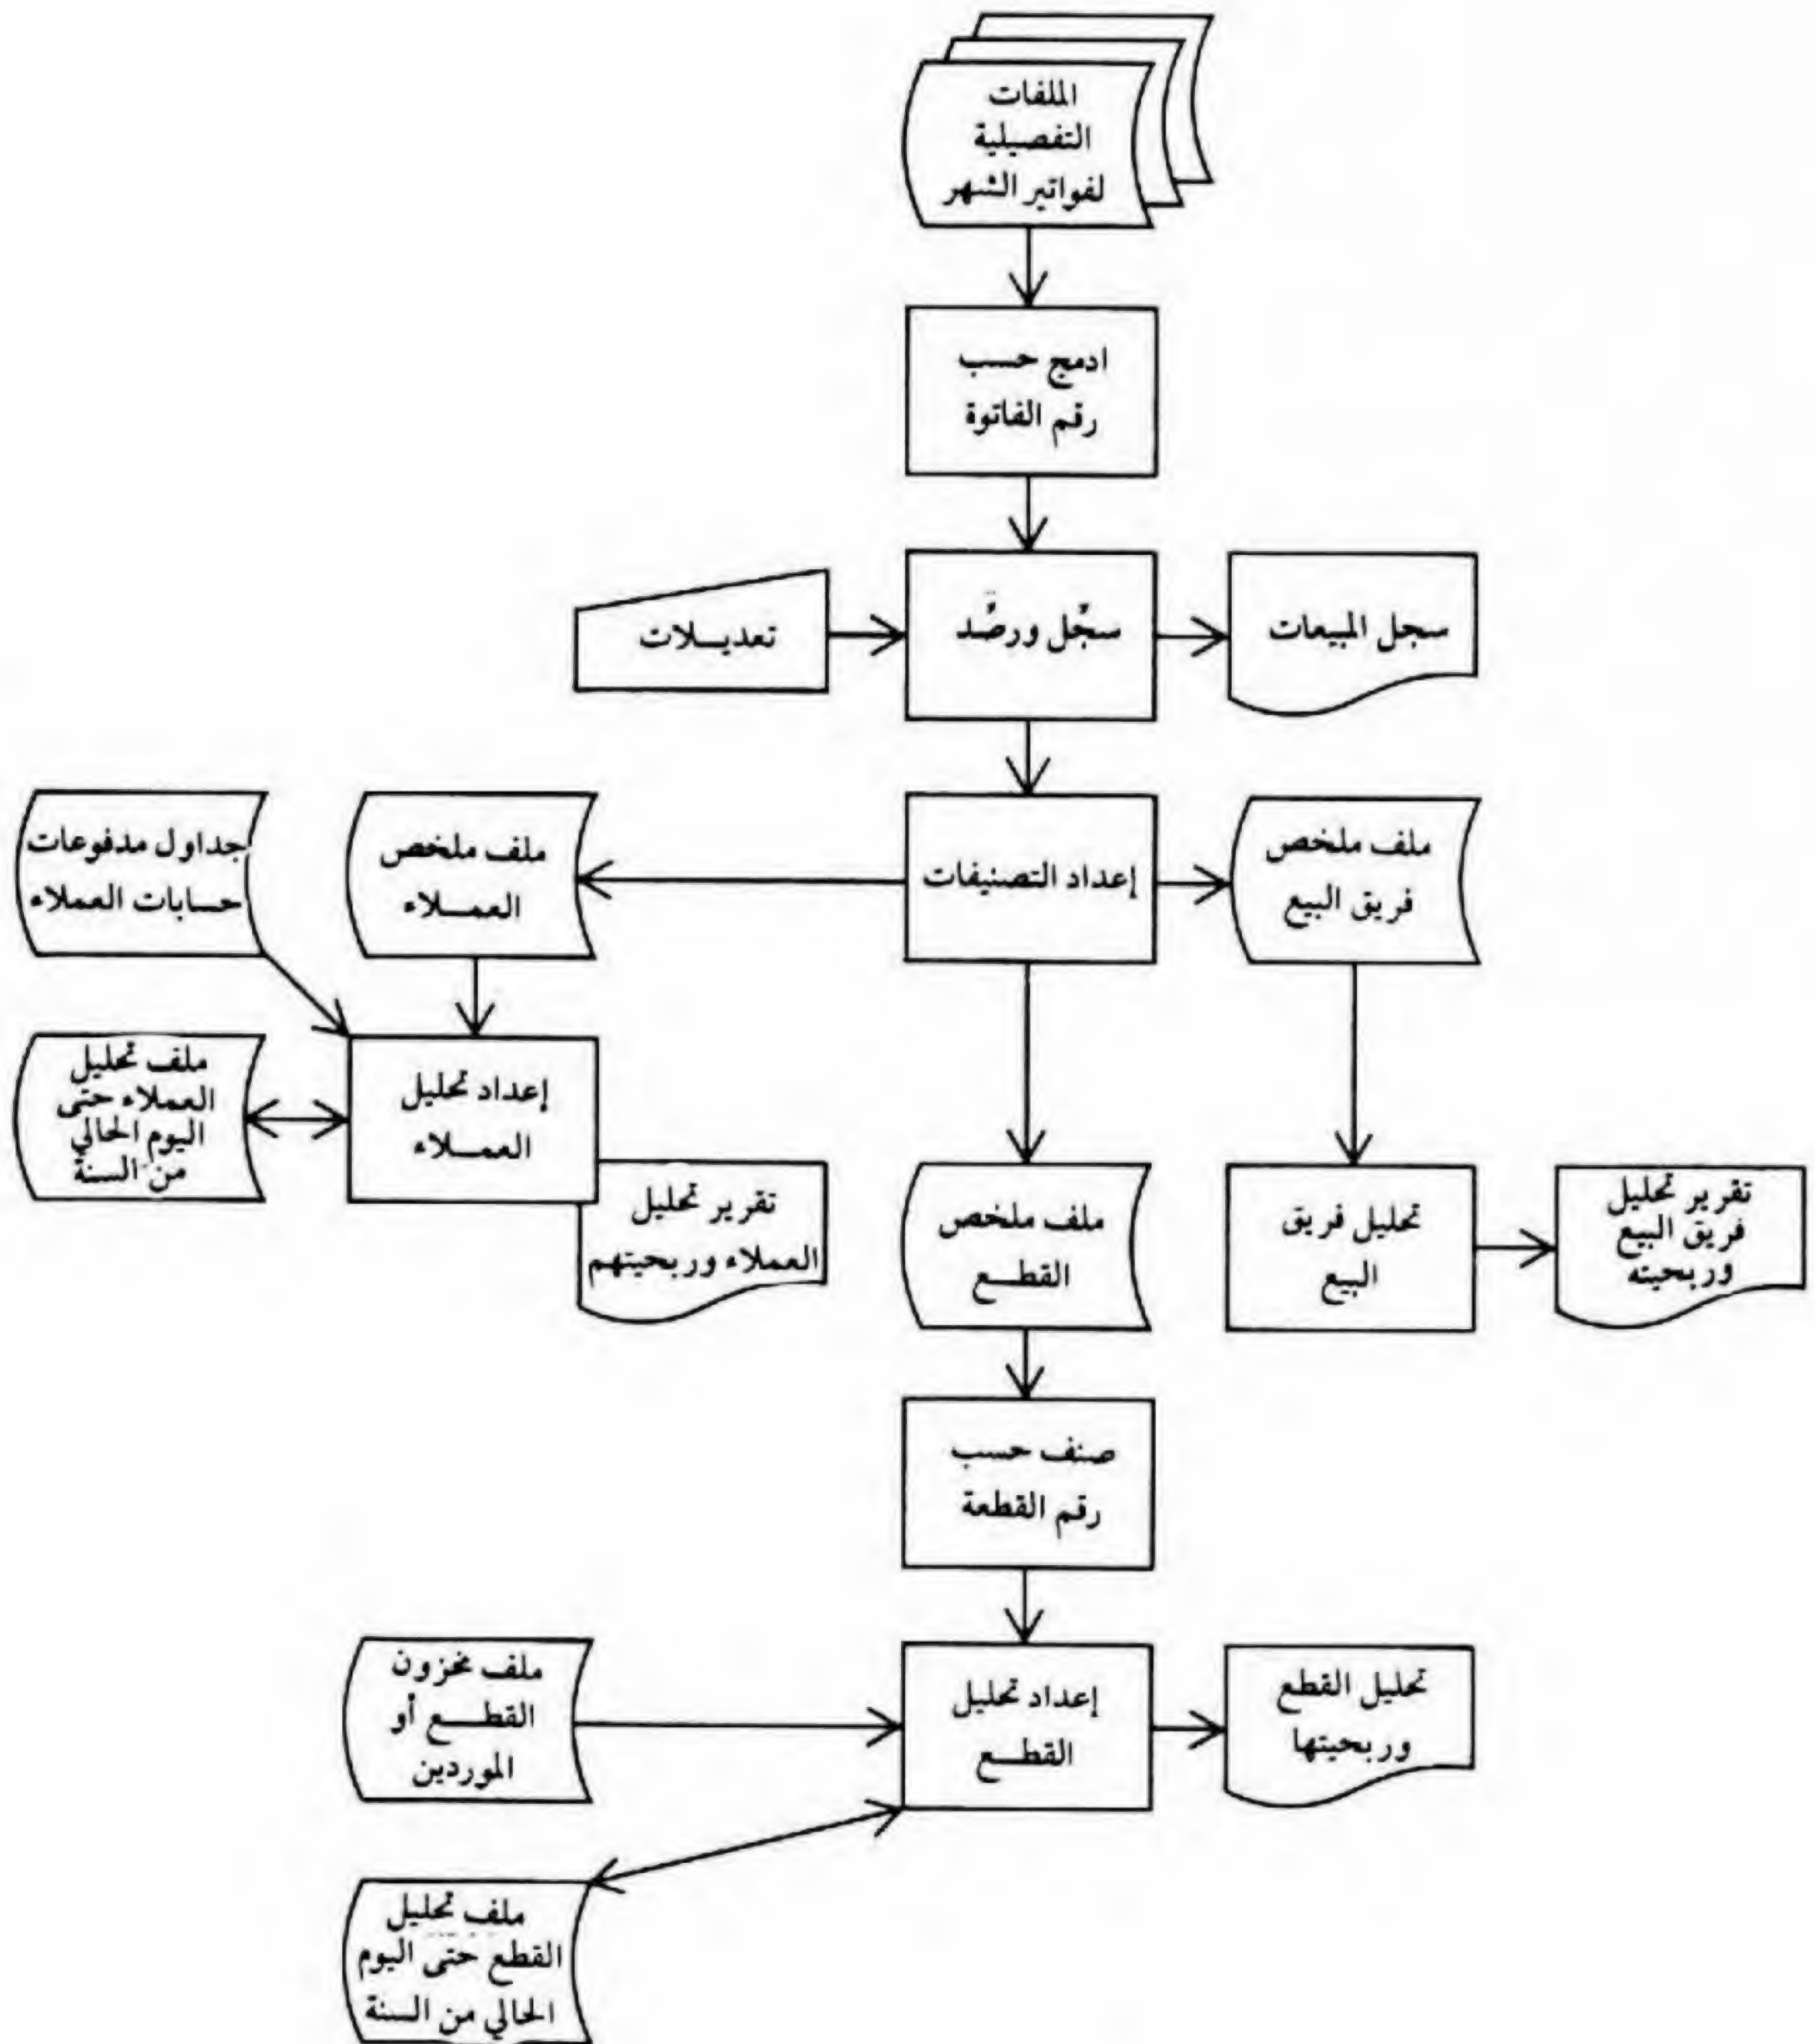 الملفات
التفصيلية
لفواتير الشهر
ادمج حسب
رقم الفاتوة
تعديلات
سجّل ورصّد
سجل المبيعات
جداول مدفوعات
حسابات العملاء
ملف ملخص
العملاء
إعداد التصنيفات
ملف ملخص
فريق البيع
ملف تحليل
العملاء حتى
اليوم الحالي
من السنة
إعداد تحليل
العملاء
تقرير تحليل
العملاء وربحيتهم
ملف ملخص
القطع
تحليل فريق
البيع
تقرير تحليل
فريق البيع
وربحيته
صنف حسب
رقم القطعة
ملف مخزون
القطع أو
الموردين
إعداد تحليل
القطع
تحليل القطع
وربحيتها
ملف تحليل
القطع حتى اليوم
الحالي من السنة